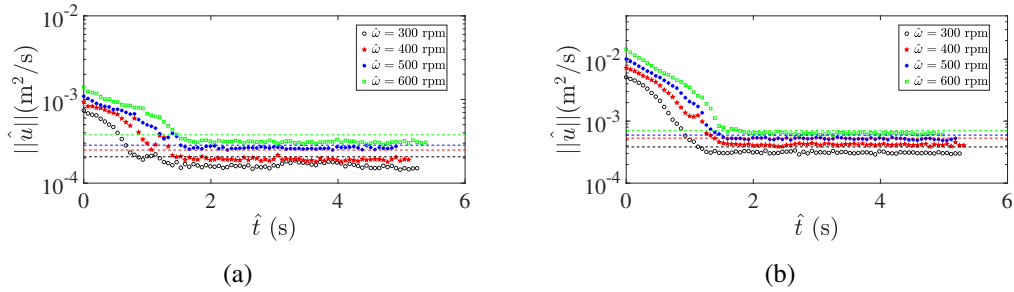 10⁻²
10⁻³
10⁻⁴
||û||(m²/s)
ω̂ = 300 rpm
ω̂ = 400 rpm
ω̂ = 500 rpm
ω̂ = 600 rpm
0 2 4 6
t̂ (s)
(a)
10⁻²
10⁻³
10⁻⁴
||û||(m²/s)
ω̂ = 300 rpm
ω̂ = 400 rpm
ω̂ = 500 rpm
ω̂ = 600 rpm
0 2 4 6
t̂ (s)
(b)